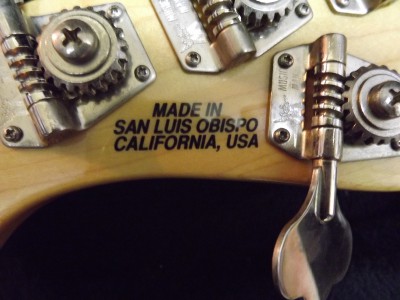 MADE IN
SAN LUIS OBISPO
CALIFORNIA, USA